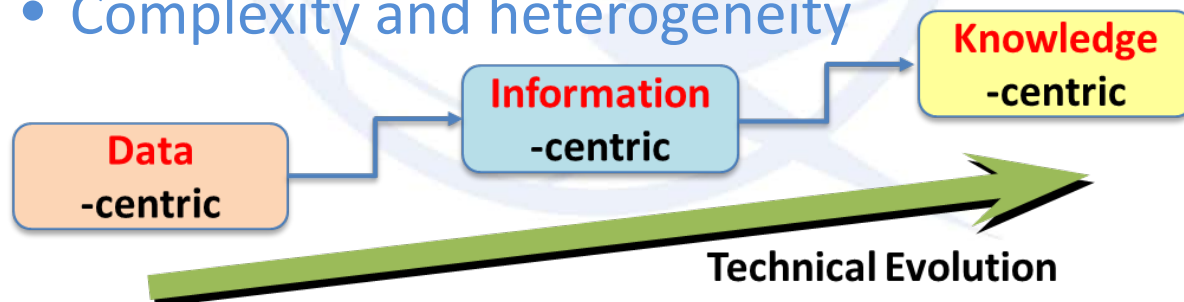 • Complexity and heterogeneity
Knowledge
-centric
Information
-centric
Data
-centric
Technical Evolution